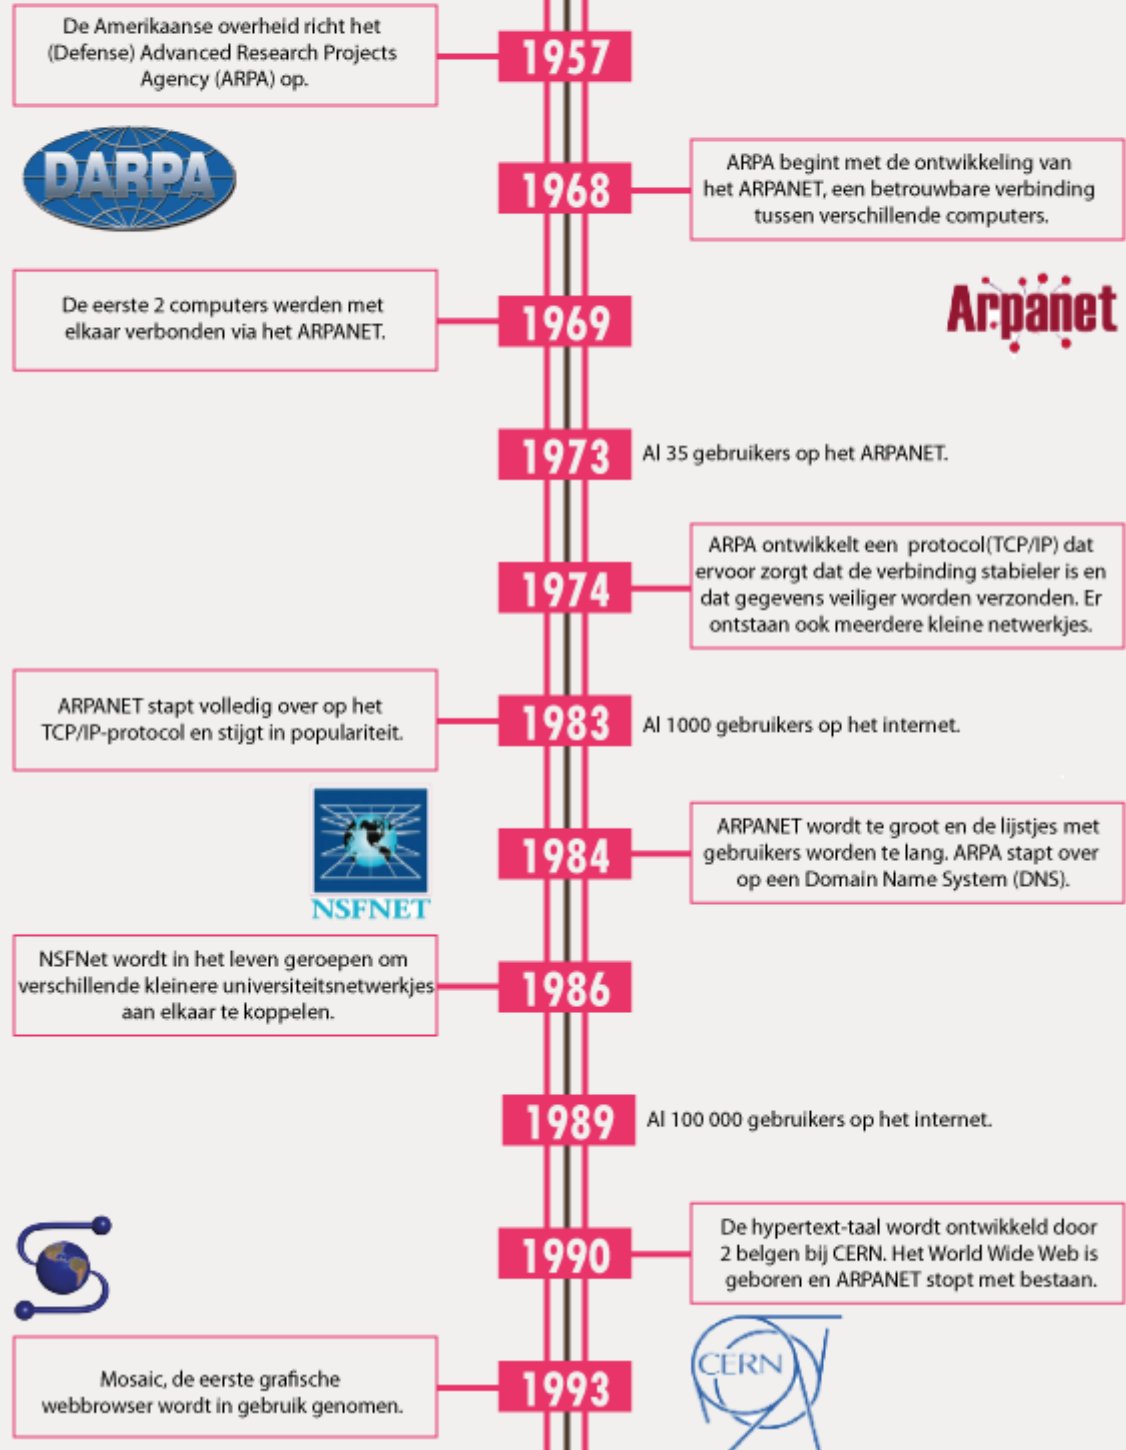 De Amerikaanse overheid richt het
(Defense) Advanced Research Projects
Agency (ARPA) op.
1957
DARPA
1968
ARPA begint met de ontwikkeling van
het ARPANET, een betrouwbare verbinding
tussen verschillende computers.
De eerste 2 computers werden met
elkaar verbonden via het ARPANET.
1969
Arpanet
1973
Al 35 gebruikers op het ARPANET.
1974
ARPA ontwikkelt een protocol(TCP/IP) dat
ervoor zorgt dat de verbinding stabieler is en
dat gegevens veiliger worden verzonden. Er
ontstaan ook meerdere kleine netwerkjes.
ARPANET stapt volledig over op het
TCP/IP-protocol en stijgt in populariteit.
1983
Al 1000 gebruikers op het internet.
NSFNET
1984
ARPANET wordt te groot en de lijstjes met
gebruikers worden te lang. ARPA stapt over
op een Domain Name System (DNS).
NSFNet wordt in het leven geroepen om
verschillende kleinere universiteitsnetwerkjes
aan elkaar te koppelen.
1986
1989
Al 100 000 gebruikers op het internet.
1990
De hypertext-taal wordt ontwikkeld door
2 belgen bij CERN. Het World Wide Web is
geboren en ARPANET stopt met bestaan.
Mosaic, de eerste grafische
webbrowser wordt in gebruik genomen.
1993
CERN